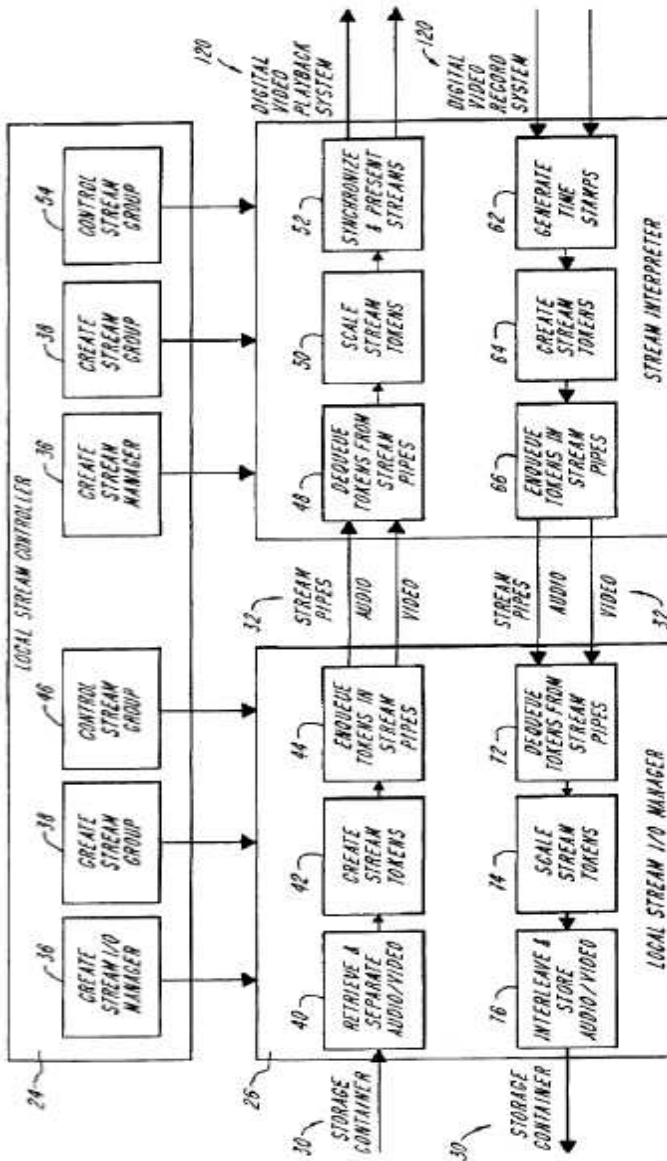 LOCAL STREAM CONTROLLER
24
36
CREATE
STREAM I/O
MANAGER
38
CREATE
STREAM
GROUP
46
CONTROL
STREAM
GROUP
36
CREATE
STREAM
MANAGER
38
CREATE
STREAM
GROUP
54
CONTROL
STREAM
GROUP
26
30
STORAGE
CONTAINER
40
RETRIEVE &
SEPARATE
AUDIO/VIDEO
42
CREATE
STREAM
TOKENS
44
ENQUEUE
TOKENS IN
STREAM
PIPES
32
STREAM
PIPES
AUDIO
VIDEO
48
DEQUEUE
TOKENS FROM
STREAM
PIPES
50
SCALE
STREAM
TOKENS
52
SYNCHRONIZE
& PRESENT
STREAMS
120
DIGITAL
VIDEO
PLAYBACK
SYSTEM
30
STORAGE
CONTAINER
76
INTERLEAVE &
STORE
AUDIO/VIDEO
74
SCALE
STREAM
TOKENS
72
DEQUEUE
TOKENS FROM
STREAM
PIPES
STREAM
PIPES
AUDIO
VIDEO
32
66
ENQUEUE
TOKENS IN
STREAM
PIPES
64
CREATE
STREAM
TOKENS
62
GENERATE
TIME
STAMPS
120
DIGITAL
VIDEO
RECORD
SYSTEM
LOCAL STREAM I/O MANAGER
STREAM INTERPRETER